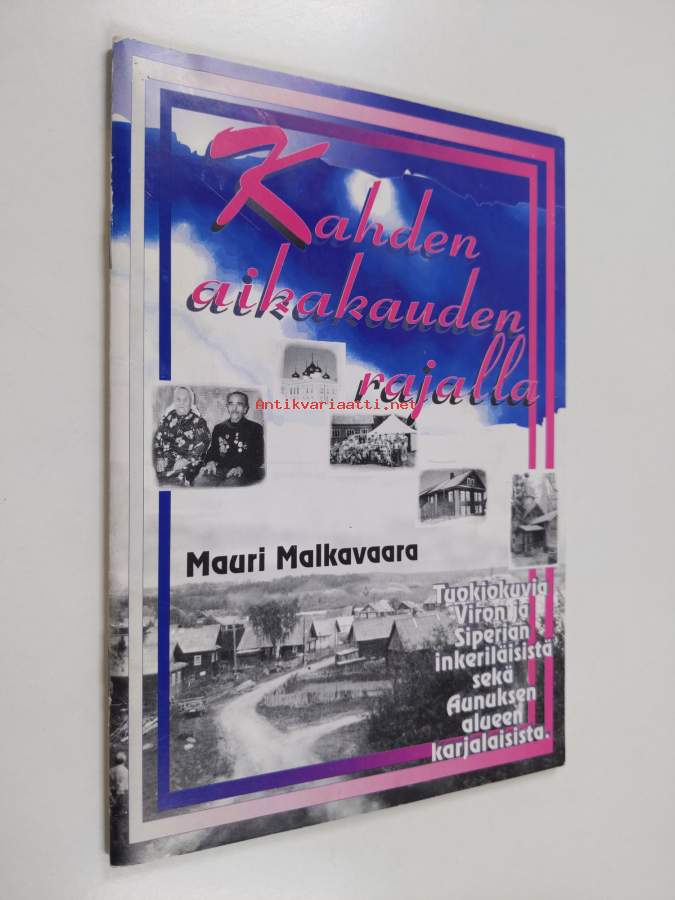 Kahden
aikakauden
rajalla
Antikvariaatti.net
Mauri Malkavaara
Tuokiokuvia
Viron ja
Siperian
inkeriläisistä
sekä
Aunuksen
alueen
karjalaisista.